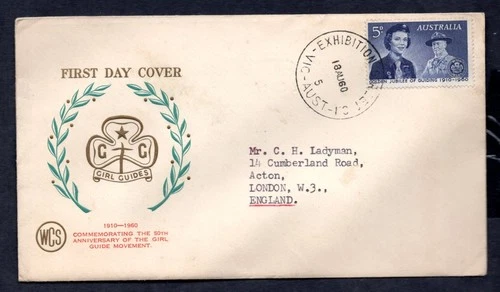 FIRST DAY COVER
G G
GIRL GUIDES
1910—1960
COMMEMORATING THE 50th
ANNIVERSARY OF THE GIRL
GUIDE MOVEMENT.
WCS
EXHIBITION
18 AU 60
5
VIC-AUST
5D AUSTRALIA
GOLDEN JUBILEE OF GUIDING 1910-1960
Mr. C. H. Ladyman,
14 Cumberland Road,
Acton,
LONDON, W.3.,
ENGLAND.